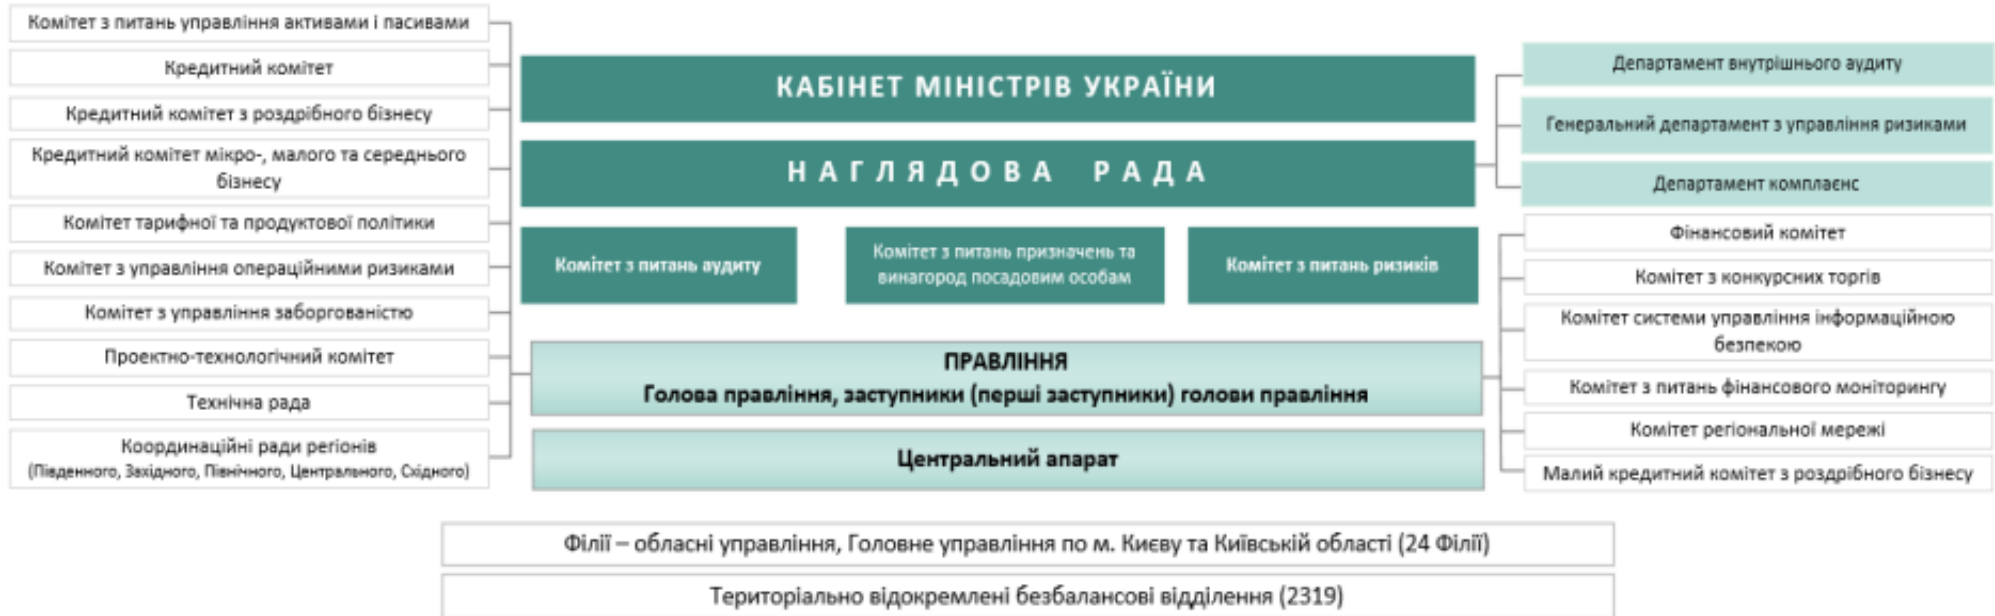 Комітет з питань управління активами і пасивами
Кредитний комітет
Кредитний комітет з роздрібного бізнесу
Кредитний комітет мікро-, малого та середнього
бізнесу
Комітет тарифної та продуктової політики
Комітет з управління операційними ризиками
Комітет з управління заборгованістю
Проектно-технологічний комітет
Технічна рада
Координаційні ради регіонів
(Південного, Західного, Північного, Центрального, Східного)
КАБІНЕТ МІНІСТРІВ УКРАЇНИ
НАГЛЯДОВА РАДА
Комітет з питань аудиту
Комітет з питань призначень та
винагород посадовим особам
Комітет з питань ризиків
ПРАВЛІННЯ
Голова правління, заступники (перші заступники) голови правління
Центральний апарат
Департамент внутрішнього аудиту
Генеральний департамент з управління ризиками
Департамент комплаєнс
Фінансовий комітет
Комітет з конкурсних торгів
Комітет системи управління інформаційною
безпекою
Комітет з питань фінансового моніторингу
Комітет регіональної мережі
Малий кредитний комітет з роздрібного бізнесу
Філії – обласні управління, Головне управління по м. Києву та Київській області (24 Філії)
Територіально відокремлені безбалансові відділення (2319)